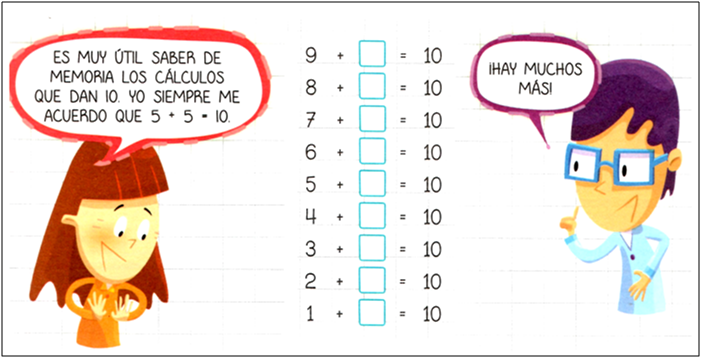 ES MUY ÚTIL SABER DE
MEMORIA LOS CÁLCULOS
QUE DAN 10. YO SIEMPRE ME
ACUERDO QUE 5 + 5 = 10.
9 + □ = 10
8 + □ = 10
7 + □ = 10
6 + □ = 10
5 + □ = 10
4 + □ = 10
3 + □ = 10
2 + □ = 10
1 + □ = 10
¡HAY MUCHOS
MÁS!